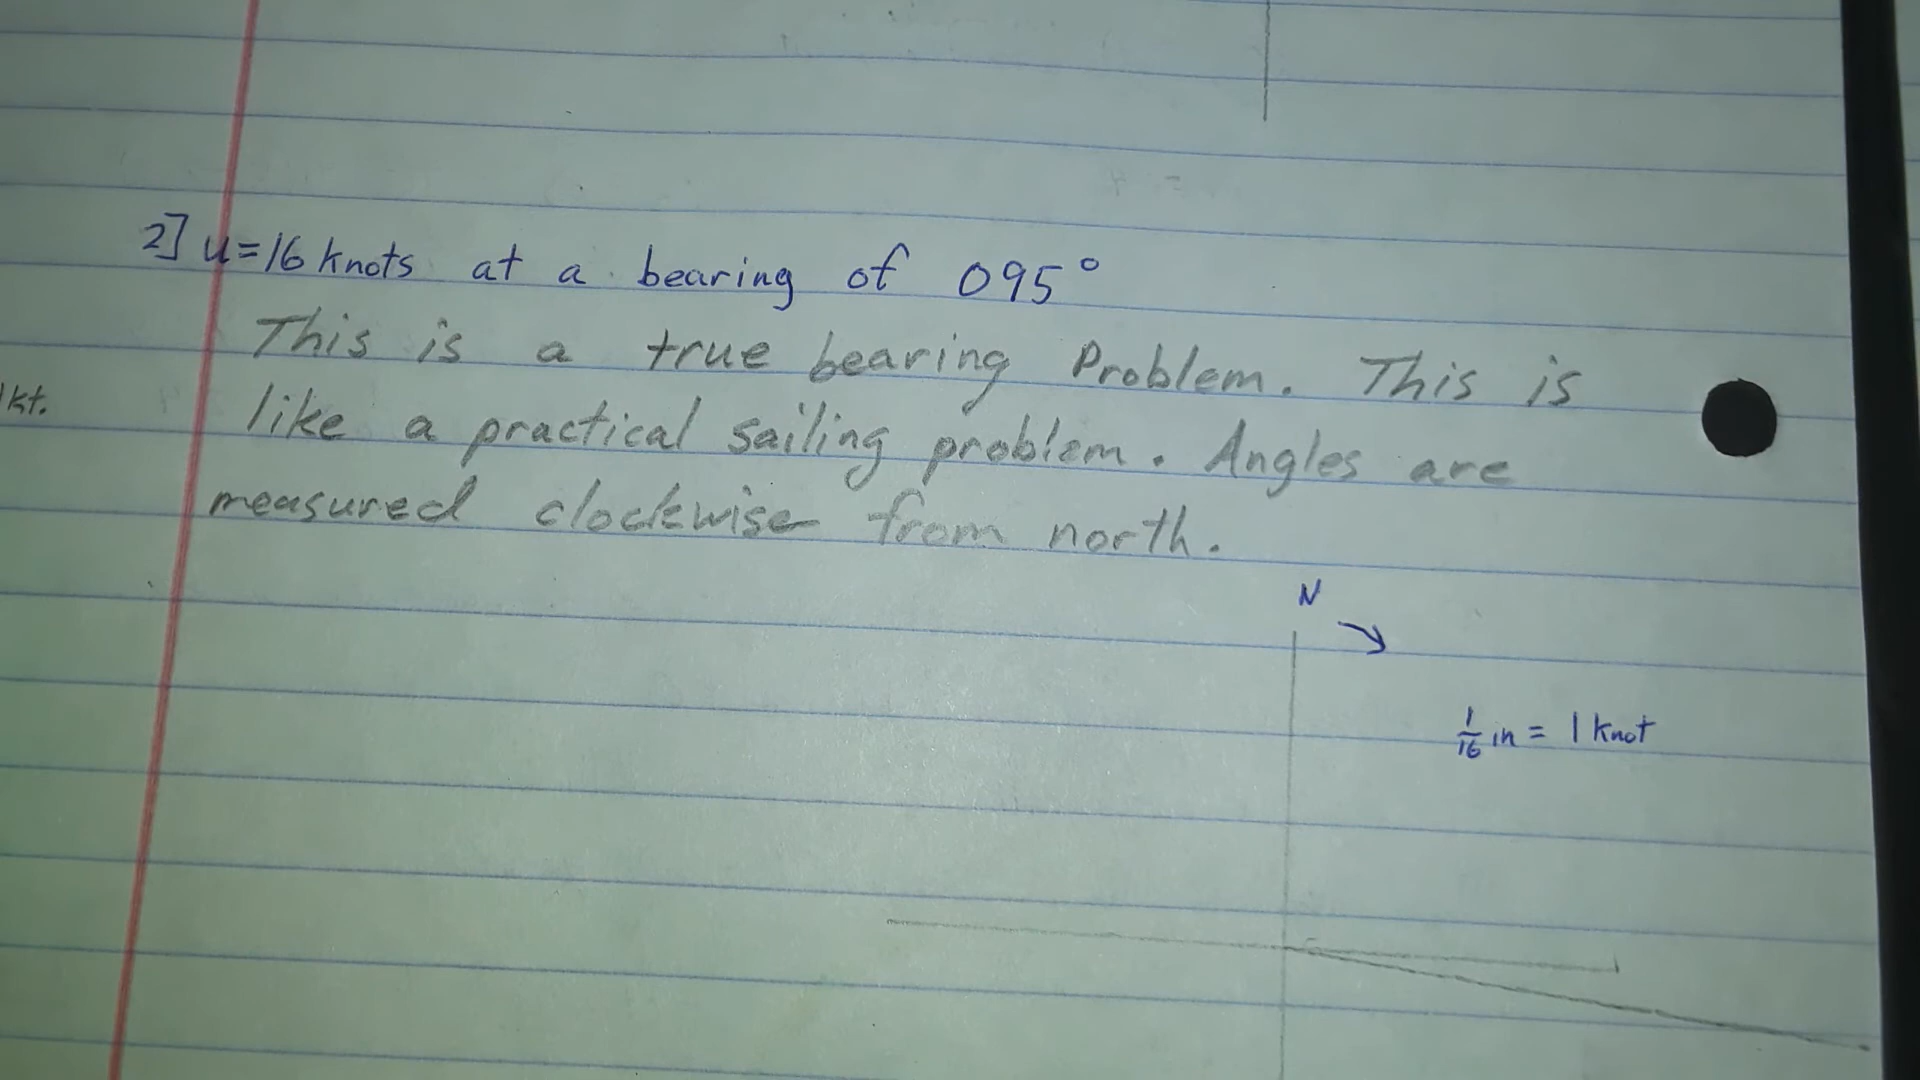 2] u=16 knots at a bearing of 095°
This is a true bearing Problem. This is
kt.
like a practical sailing problem. Angles are
measured clockwise from north.
N
1/16 in = 1 knot